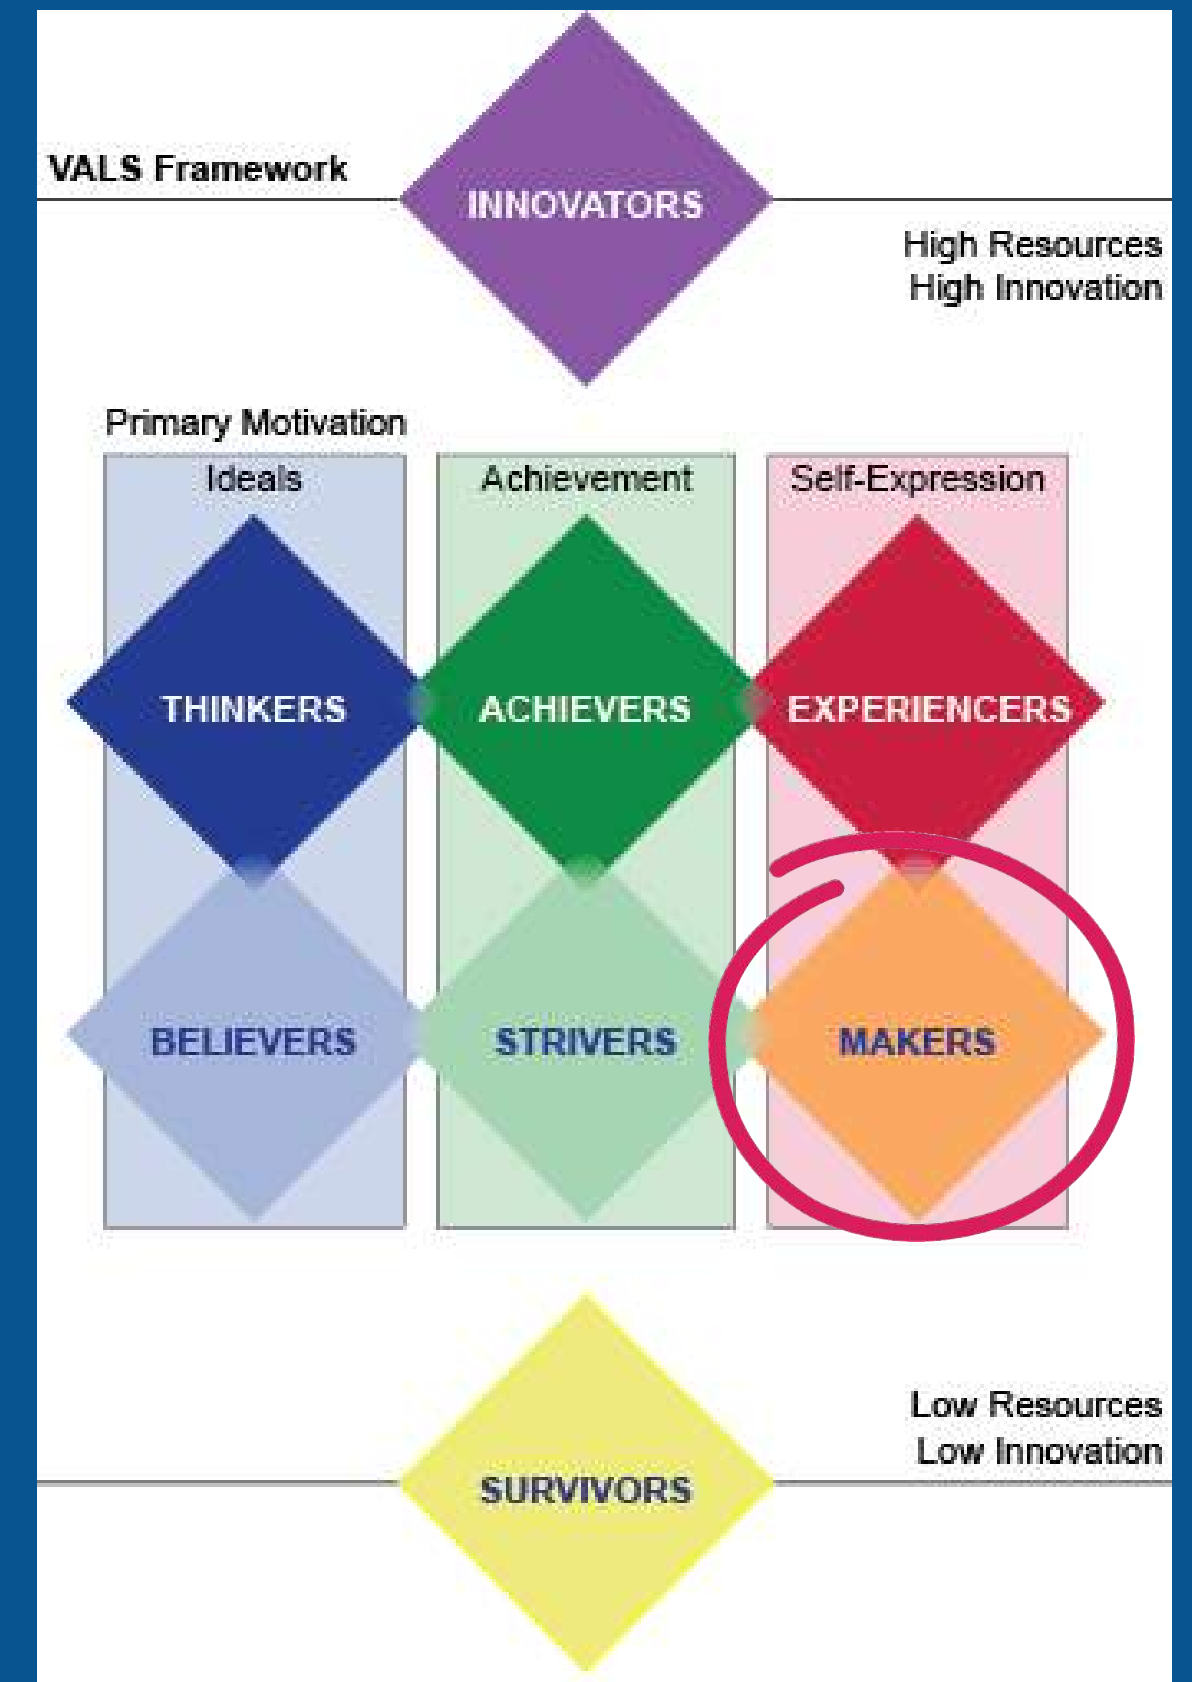 VALS Framework
INNOVATORS
High Resources
High Innovation
Primary Motivation
Ideals
Achievement
Self-Expression
THINKERS
ACHIEVERS
EXPERIENCERS
BELIEVERS
STRIVERS
MAKERS
Low Resources
Low Innovation
SURVIVORS